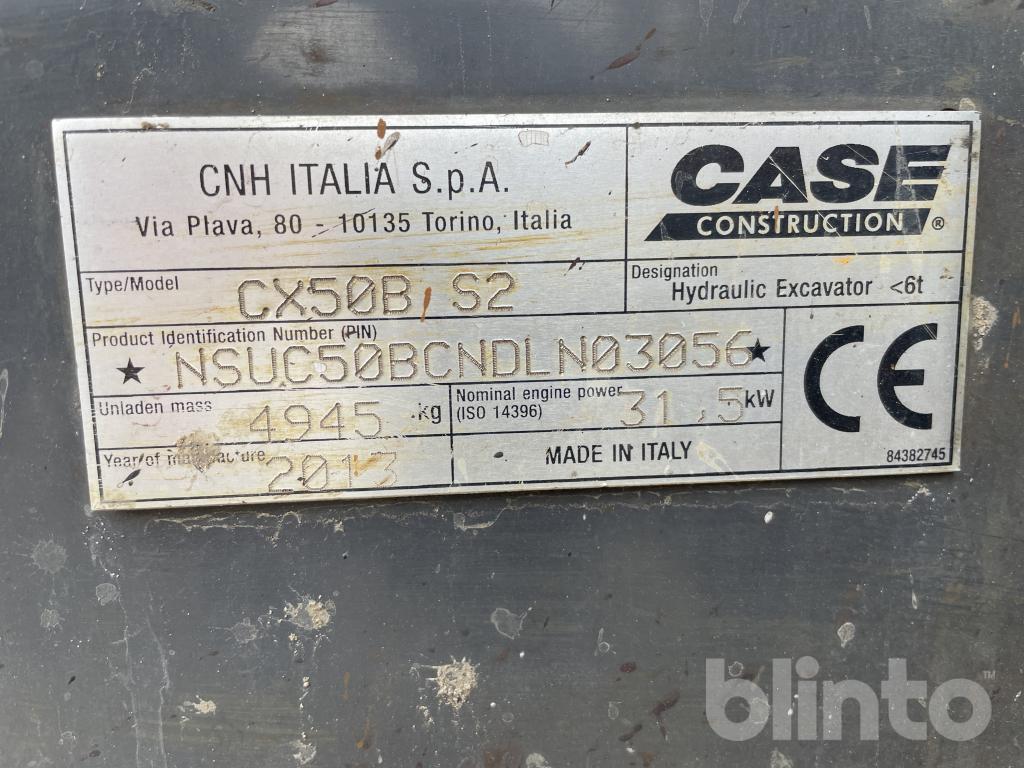 CNH ITALIA S.p.A.
Via Plava, 80 - 10135 Torino, Italia
CASE
CONSTRUCTION ®
Type/Model CX50B S2
Designation
Hydraulic Excavator <6t
Product Identification Number (PIN)
★ NSUC50BCNDLN03056 ★
Unladen mass 4945 kg
Nominal engine power
(ISO 14396) 31,5 kW
CE
Year of manufacture 2013
MADE IN ITALY
84382745
blinto™